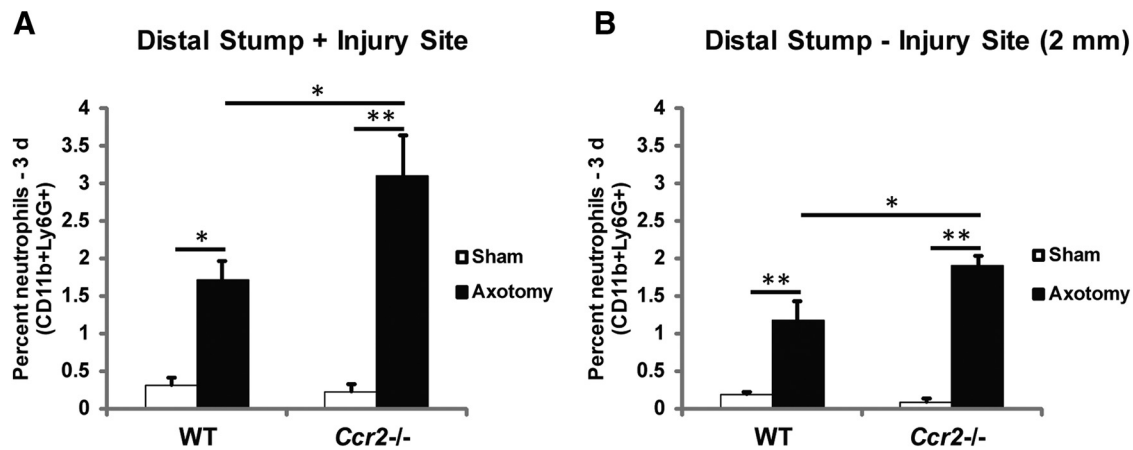 A
Distal Stump + Injury Site
Percent neutrophils - 3 d
(CD11b+Ly6G+)
4
3.5
3
2.5
2
1.5
1
0.5
0
*
*
**
WT
Ccr2-/-
Sham
Axotomy
B
Distal Stump - Injury Site (2 mm)
Percent neutrophils - 3 d
(CD11b+Ly6G+)
4
3.5
3
2.5
2
1.5
1
0.5
0
**
*
**
WT
Ccr2-/-
Sham
Axotomy